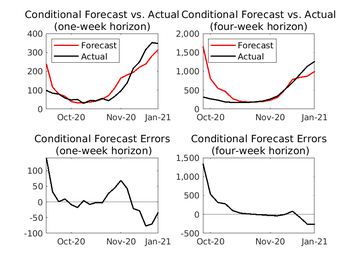 Conditional Forecast vs. Actual
(one-week horizon)
400
300
200
100
0
Forecast
Actual
Oct-20
Nov-20
Jan-21
Conditional Forecast vs. Actual
(four-week horizon)
2,000
1,500
1,000
500
0
Forecast
Actual
Oct-20
Nov-20
Jan-21
Conditional Forecast Errors
(one-week horizon)
100
50
0
-50
-100
Oct-20
Nov-20
Jan-21
Conditional Forecast Errors
(four-week horizon)
1,500
1,000
500
0
-500
Oct-20
Nov-20
Jan-21